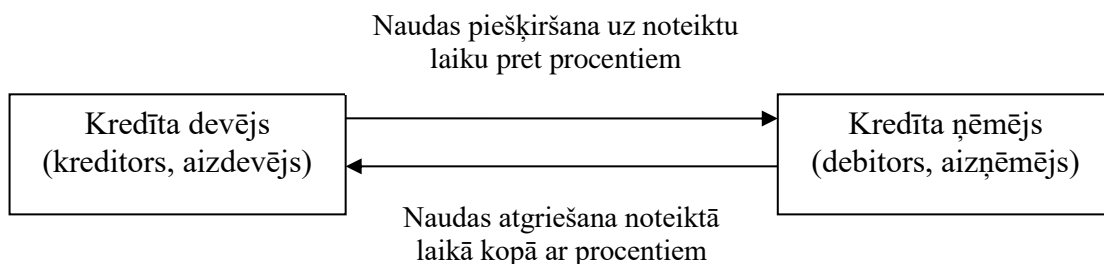 Naudas piešķiršana uz noteiktu
laiku pret procentiem
Kredīta devējs
(kreditors, aizdevējs)
Kredīta ņēmējs
(debitors, aizņēmējs)
Naudas atgriešana noteiktā
laikā kopā ar procentiem